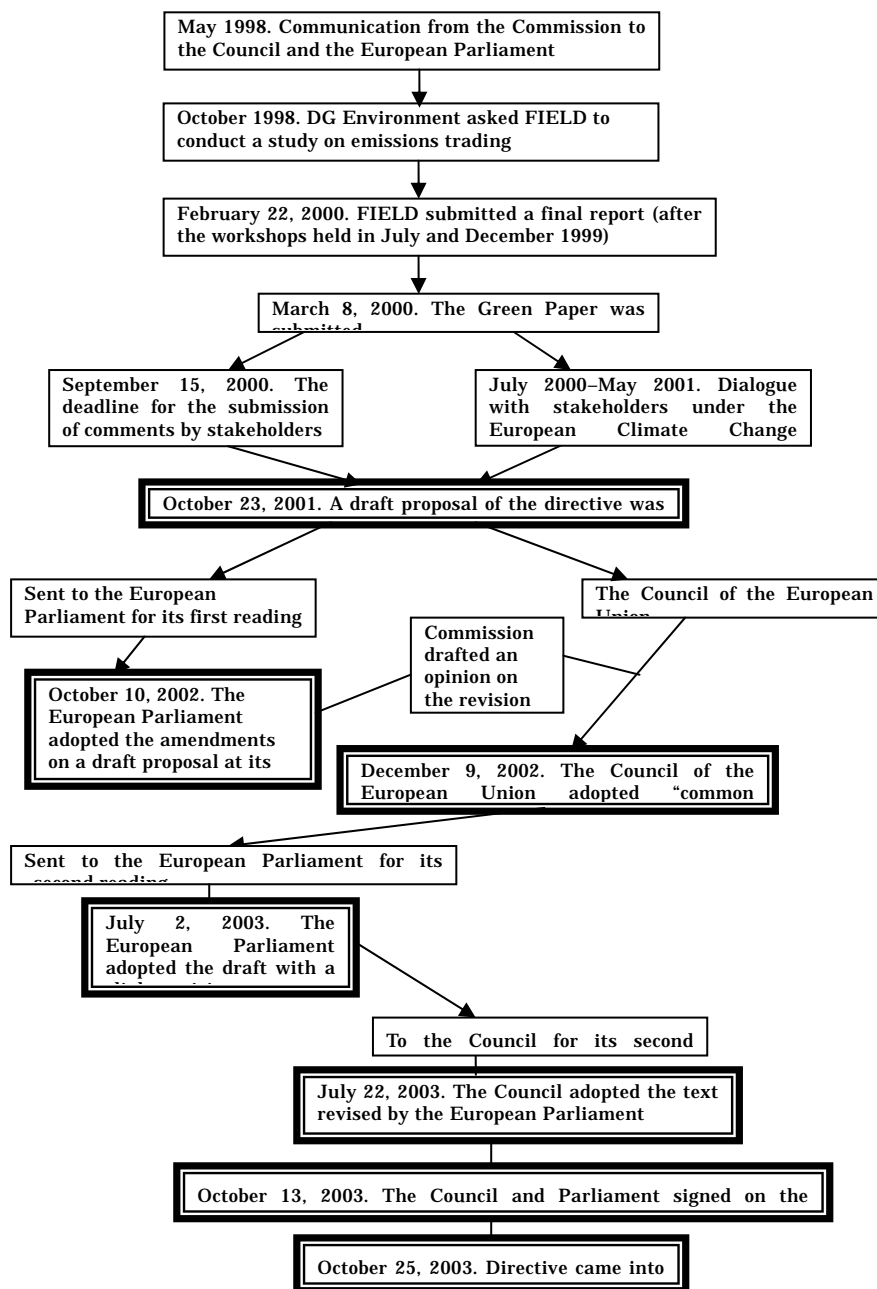 May 1998. Communication from the Commission to
the Council and the European Parliament
October 1998. DG Environment asked FIELD to
conduct a study on emissions trading
February 22, 2000. FIELD submitted a final report (after
the workshops held in July and December 1999)
March 8, 2000. The Green Paper was
September 15, 2000. The
deadline for the submission
of comments by stakeholders
July 2000–May 2001. Dialogue
with stakeholders under the
European Climate Change
October 23, 2001. A draft proposal of the directive was
Sent to the European
Parliament for its first reading
The Council of the European
Commission
drafted an
opinion on
the revision
October 10, 2002. The
European Parliament
adopted the amendments
on a draft proposal at its
December 9, 2002. The Council of the
European Union adopted “common
Sent to the European Parliament for its
July 2, 2003. The
European Parliament
adopted the draft with a
To the Council for its second
July 22, 2003. The Council adopted the text
revised by the European Parliament
October 13, 2003. The Council and Parliament signed on the
October 25, 2003. Directive came into